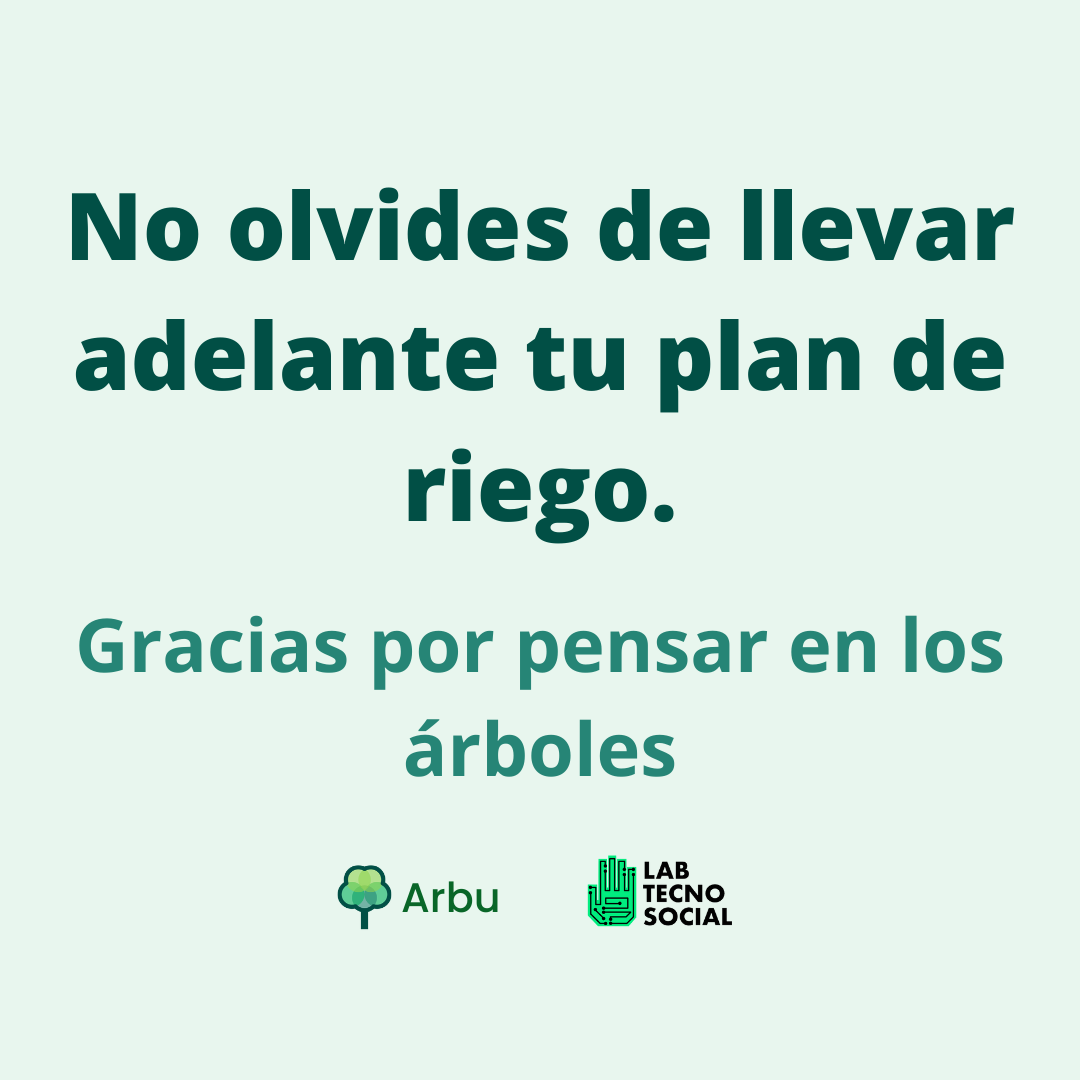 No olvides de llevar
adelante tu plan de
riego.
Gracias por pensar en los
árboles
Arbu
LAB
TECNO
SOCIAL